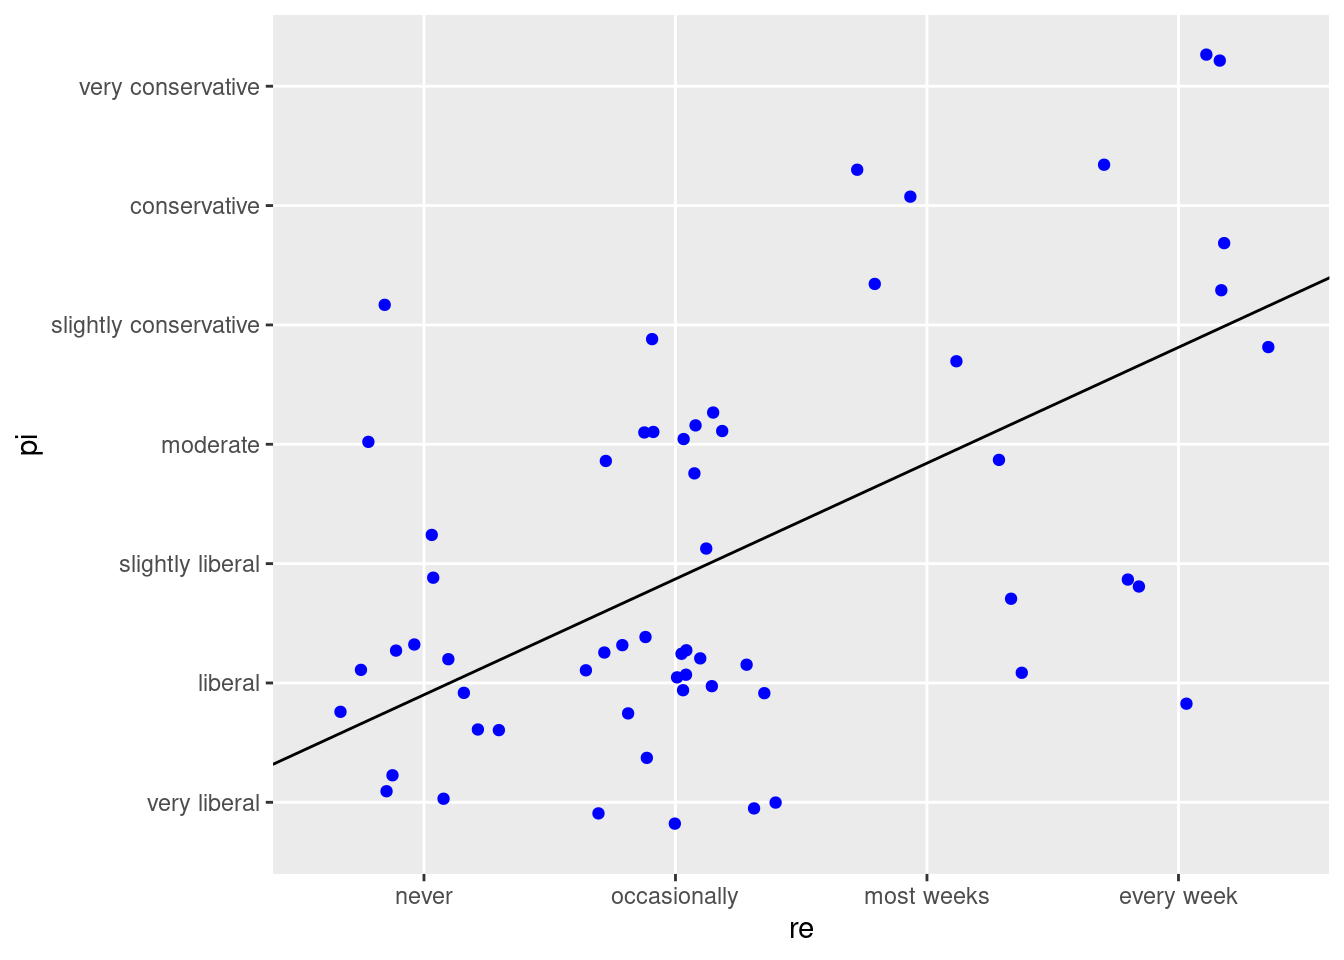 very conservative
conservative
slightly conservative
moderate
slightly liberal
liberal
very liberal
pi
never occasionally most weeks every week
re